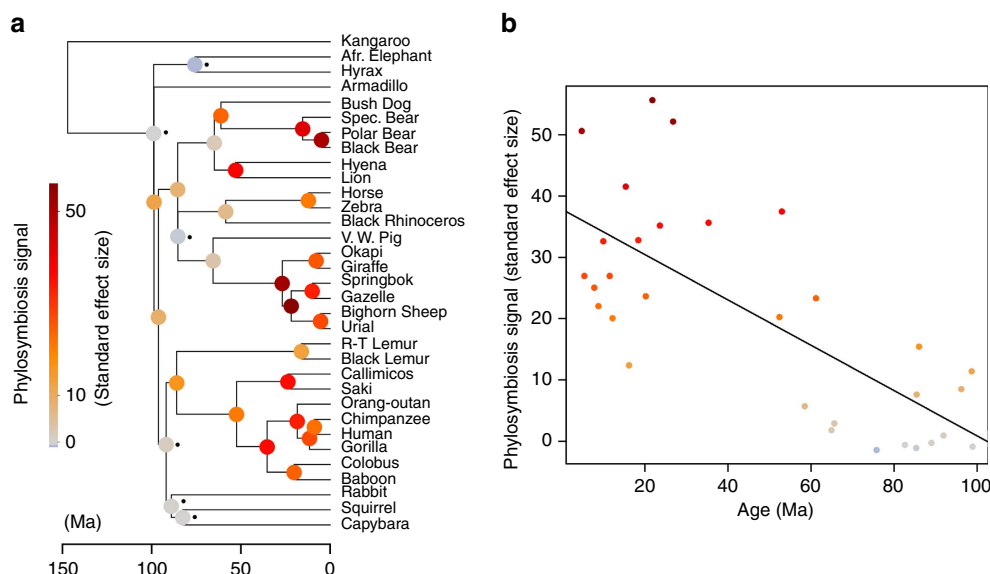 a
Kangaroo
Afr. Elephant
Hyrax
Armadillo
Bush Dog
Spec. Bear
Polar Bear
Black Bear
Hyena
Lion
Horse
Zebra
Black Rhinoceros
V. W. Pig
Okapi
Giraffe
Springbok
Gazelle
Bighorn Sheep
Urial
R-T Lemur
Black Lemur
Callimicos
Saki
Orang-outan
Chimpanzee
Human
Gorilla
Colobus
Baboon
Rabbit
Squirrel
Capybara
Phylosymbiosis signal
(Standard effect size)
50
10
0
(Ma)
150 100 50 0
b
Phylosymbiosis signal (standard effect size)
50
40
30
20
10
0
20 40 60 80 100
Age (Ma)